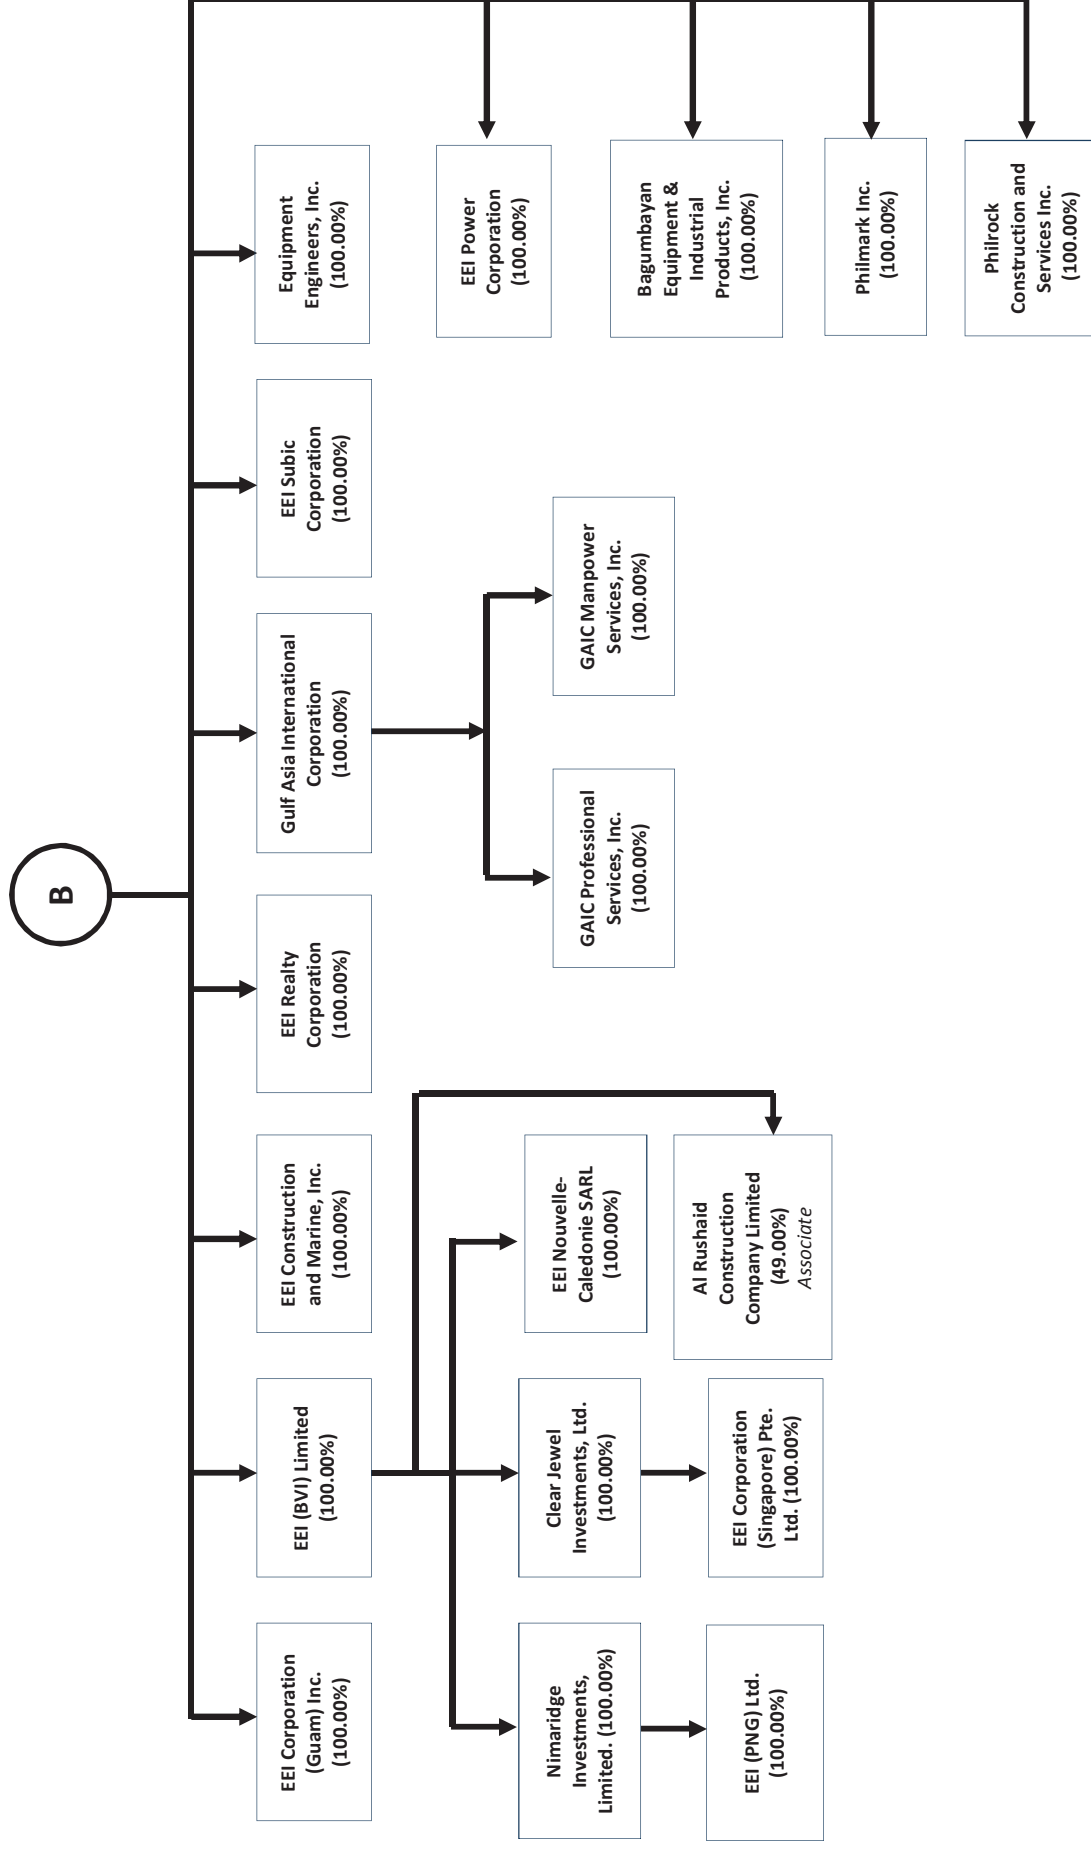 B
EEI Corporation
(Guam) Inc.
(100.00%)
EEI (BVI) Limited
(100.00%)
EEI Construction
and Marine, Inc.
(100.00%)
EEI Realty
Corporation
(100.00%)
Gulf Asia International
Corporation
(100.00%)
EEI Subic
Corporation
(100.00%)
Equipment
Engineers, Inc.
(100.00%)
EEI Power
Corporation
(100.00%)
Bagumbayan
Equipment &
Industrial
Products, Inc.
(100.00%)
Philmark Inc.
(100.00%)
Philrock
Construction and
Services Inc.
(100.00%)
Nimaridge
Investments,
Limited. (100.00%)
Clear Jewel
Investments, Ltd.
(100.00%)
EEI Nouvelle-
Caledonie SARL
(100.00%)
GAIC Professional
Services, Inc.
(100.00%)
GAIC Manpower
Services, Inc.
(100.00%)
EEI (PNG) Ltd.
(100.00%)
EEI Corporation
(Singapore) Pte.
Ltd. (100.00%)
Al Rushaid
Construction
Company Limited
(49.00%)
Associate